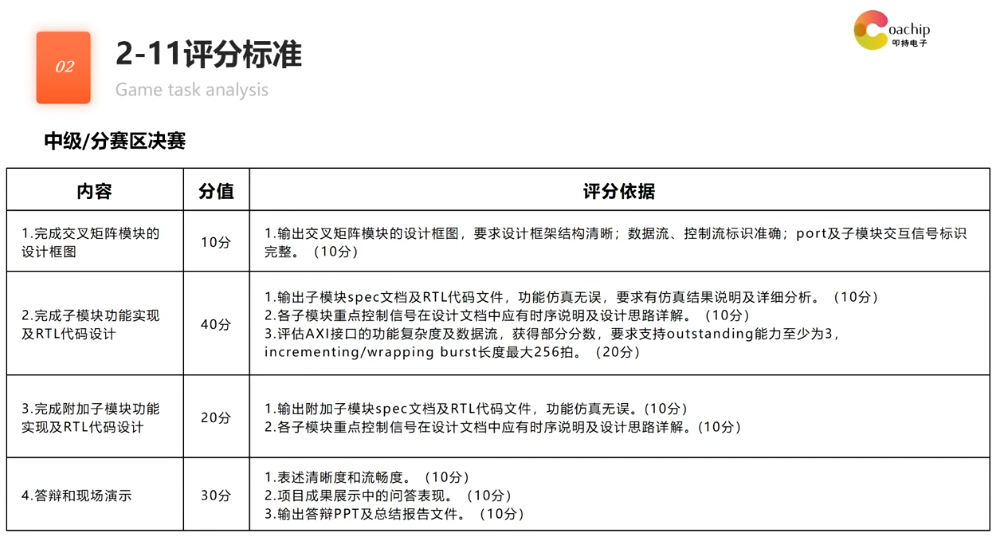 02
2-11评分标准
Game task analysis
Coachip
叩持电子
中级/分赛区决赛
内容
分值
评分依据
1.完成交叉矩阵模块的
设计框图
10分
1.输出交叉矩阵模块的设计框图，要求设计框架结构清晰；数据流、控制流标识准确；port及子模块交互信号标识
完整。（10分）
2.完成子模块功能实现
及RTL代码设计
40分
1.输出子模块spec文档及RTL代码文件，功能仿真无误，要求有仿真结果说明及详细分析。（10分）
2.各子模块重点控制信号在设计文档中应有时序说明及设计思路详解。（10分）
3.评估AXI接口的功能复杂度及数据流，获得部分分数，要求支持outstanding能力至少为3，
incrementing/wrapping burst长度最大256拍。（20分）
3.完成附加子模块功能
实现及RTL代码设计
20分
1.输出附加子模块spec文档及RTL代码文件，功能仿真无误。(10分）
2.各子模块重点控制信号在设计文档中应有时序说明及设计思路详解。(10分）
4.答辩和现场演示
30分
1.表述清晰度和流畅度。（10分）
2.项目成果展示中的问答表现。（10分）
3.输出答辩PPT及总结报告文件。（10分）